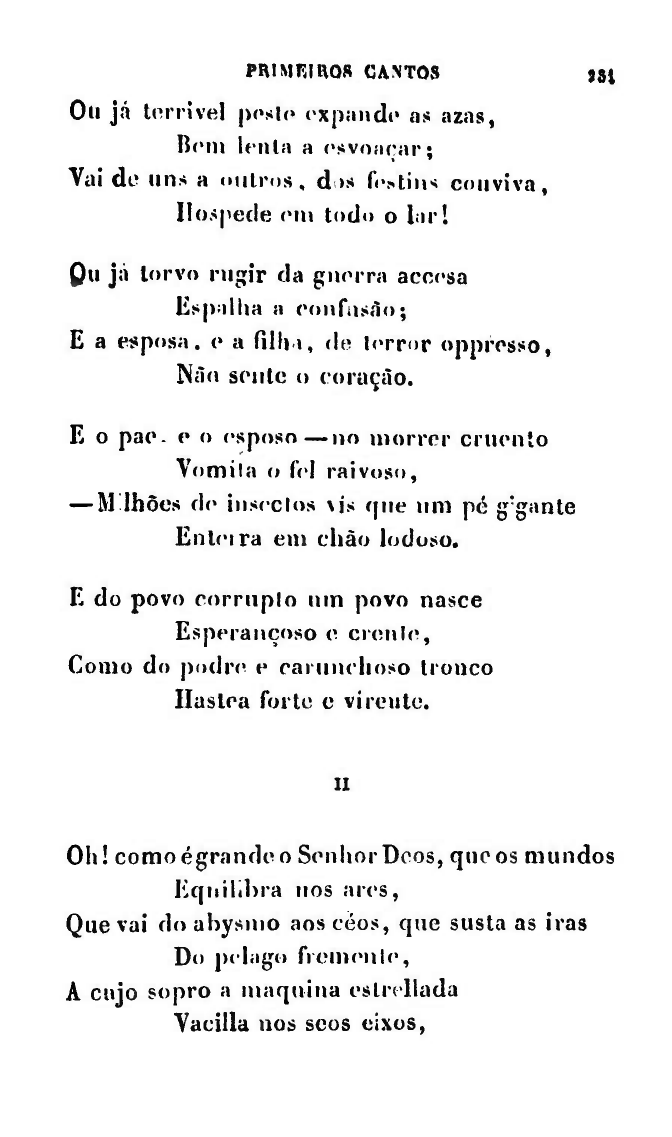 PRIMEIROS CANTOS 231
Ou já terrivel peste expande as azas,
Bem lenta a esvoaçar;
Vai de uns a outros, dos festins conviva,
Hospede em todo o lar!
Ou já torvo rugir da guerra accesa
Espalha a confusão;
E a esposa, e a filha, de terror oppresso,
Não sente o coração.
E o pae, e o esposo — no morrer cruento
Vomita o fel raivoso,
— Milhões de insectos vis que um pé gigante
Enterra em chão lodoso.
E do povo corrupto um povo nasce
Esperançoso e crente,
Como do podre e carunchoso tronco
Hastea forte e virente.
II
Oh! como é grande o Senhor Deos, que os mundos
Equilibra nos ares,
Que vai do abysmo aos céos, que susta as iras
Do pelago fremente,
A cujo sopro a maquina estrellada
Vacilla nos seos eixos,